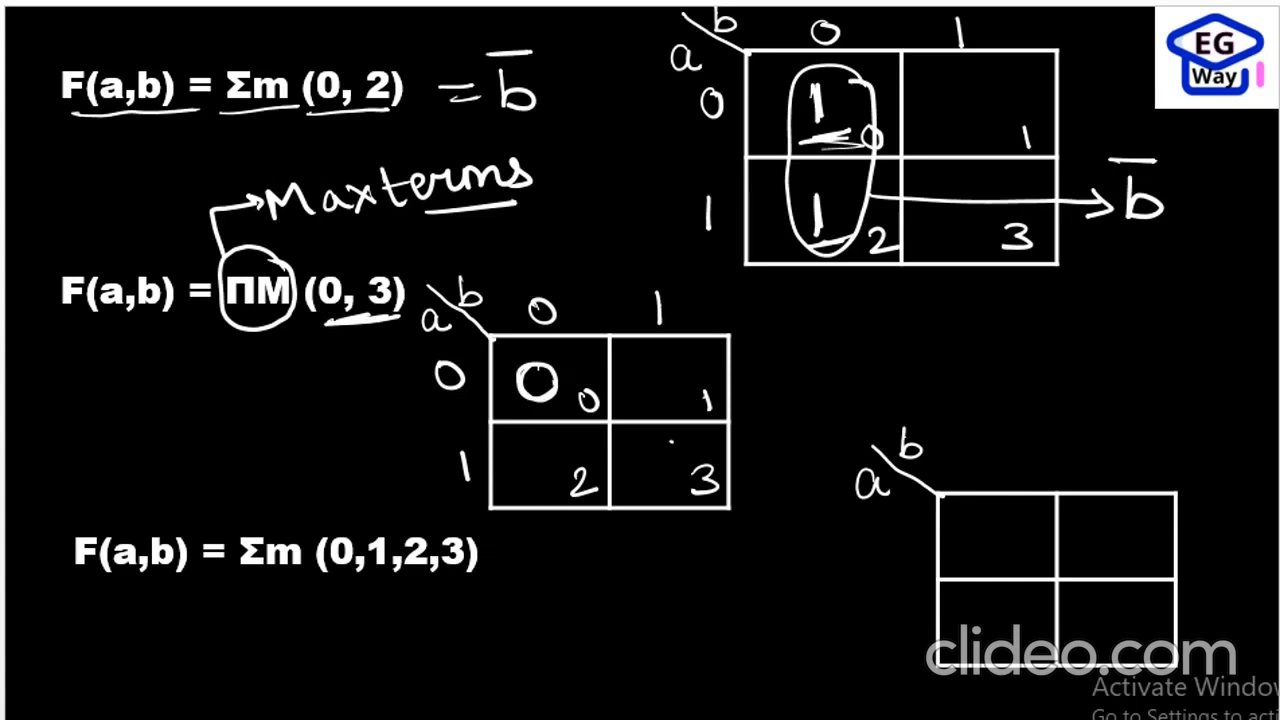 F(a,b) = Σm (0, 2) = b̅
b
a
0 1
0
1
1 0
1
1 2
3
b̅
EG
Way
Maxterms
F(a,b) = ΠM (0, 3)
b
a
0 1
0
1
0 0
1
2
3
b
a
F(a,b) = Σm (0,1,2,3)
clideo.com
Activate Window
Go to Settings to acti